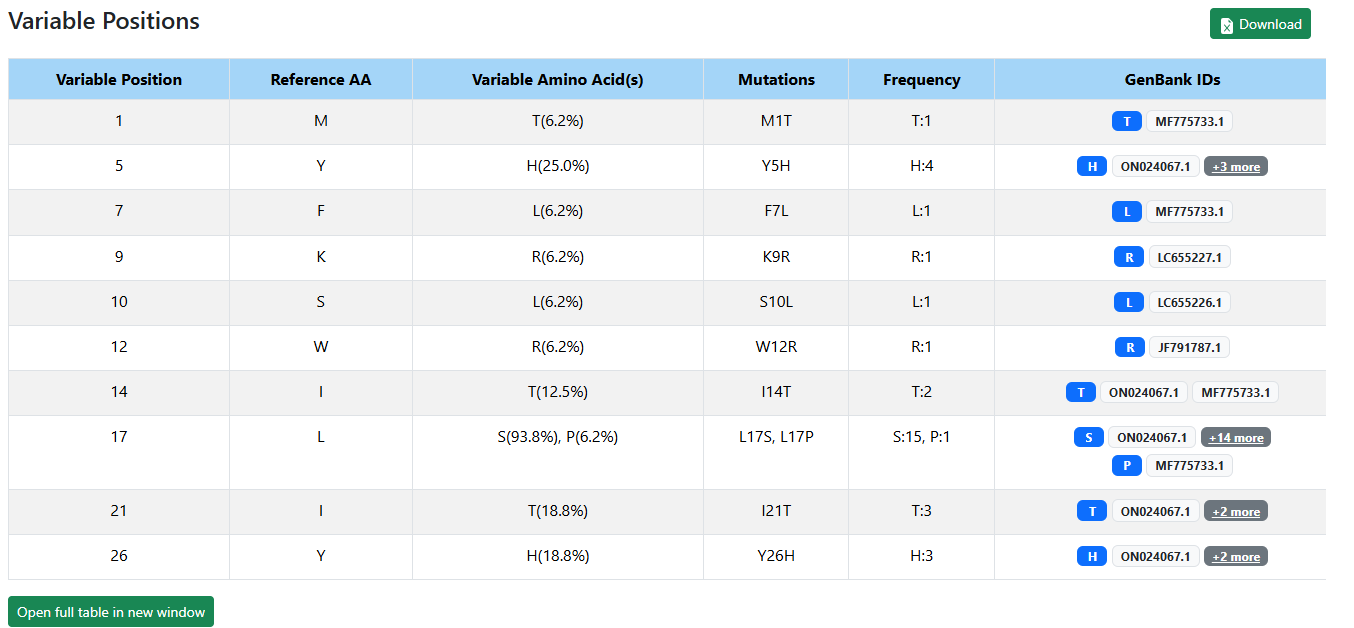 Variable Positions
Download
Variable Position Reference AA Variable Amino Acid(s) Mutations Frequency GenBank IDs
1 M T(6.2%) M1T T:1 T MF775733.1
5 Y H(25.0%) Y5H H:4 H ON024067.1 +3 more
7 F L(6.2%) F7L L:1 L MF775733.1
9 K R(6.2%) K9R R:1 R LC655227.1
10 S L(6.2%) S10L L:1 L LC655226.1
12 W R(6.2%) W12R R:1 R JF791787.1
14 I T(12.5%) I14T T:2 T ON024067.1 MF775733.1
17 L S(93.8%), P(6.2%) L17S, L17P S:15, P:1 S ON024067.1 +14 more
P MF775733.1
21 I T(18.8%) I21T T:3 T ON024067.1 +2 more
26 Y H(18.8%) Y26H H:3 H ON024067.1 +2 more
Open full table in new window